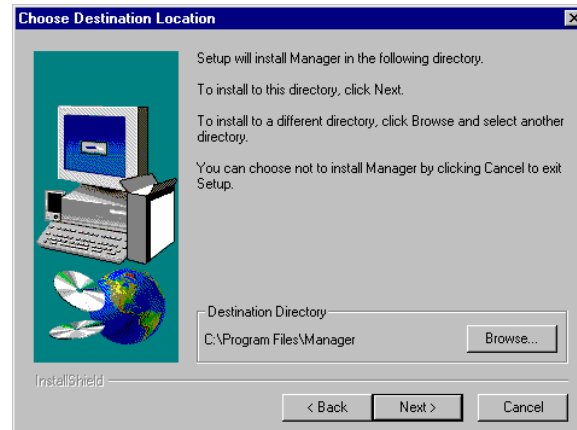 Choose Destination Location
Setup will install Manager in the following directory.
To install to this directory, click Next.
To install to a different directory, click Browse and select another
directory.
You can choose not to install Manager by clicking Cancel to exit
Setup.
Destination Directory
C:\Program Files\Manager
Browse...
InstallShield
< Back
Next >
Cancel